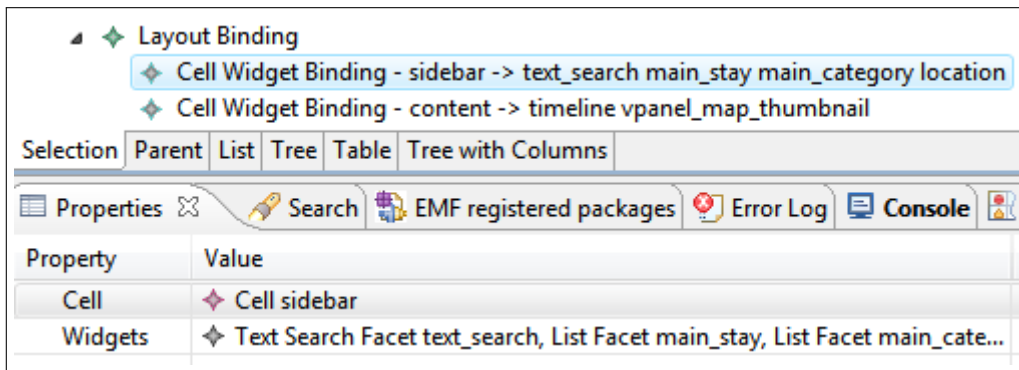 Layout Binding
Cell Widget Binding - sidebar -> text_search main_stay main_category location
Cell Widget Binding - content -> timeline vpanel_map_thumbnail
Selection Parent List Tree Table Tree with Columns
Properties Search EMF registered packages Error Log Console
Property Value
Cell Cell sidebar
Widgets Text Search Facet text_search, List Facet main_stay, List Facet main_cate...